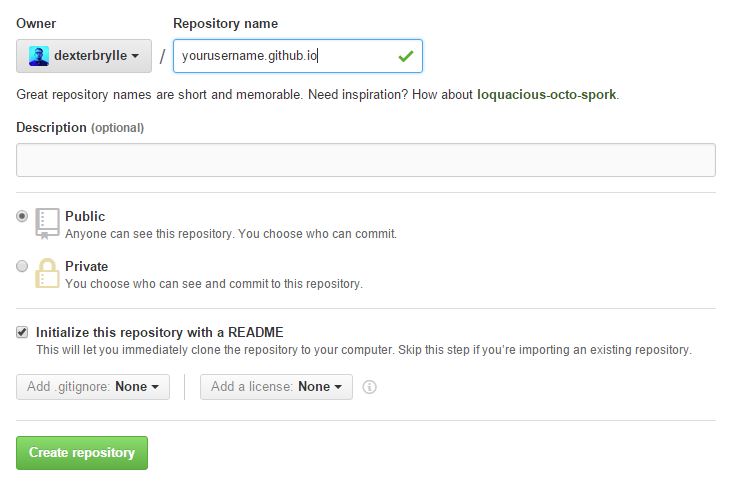 Owner Repository name
dexterbrylle / yourusername.github.io
Great repository names are short and memorable. Need inspiration? How about loquacious-octo-spork.
Description (optional)
Public
Anyone can see this repository. You choose who can commit.
Private
You choose who can see and commit to this repository.
Initialize this repository with a README
This will let you immediately clone the repository to your computer. Skip this step if you’re importing an existing repository.
Add .gitignore: None Add a license: None
Create repository